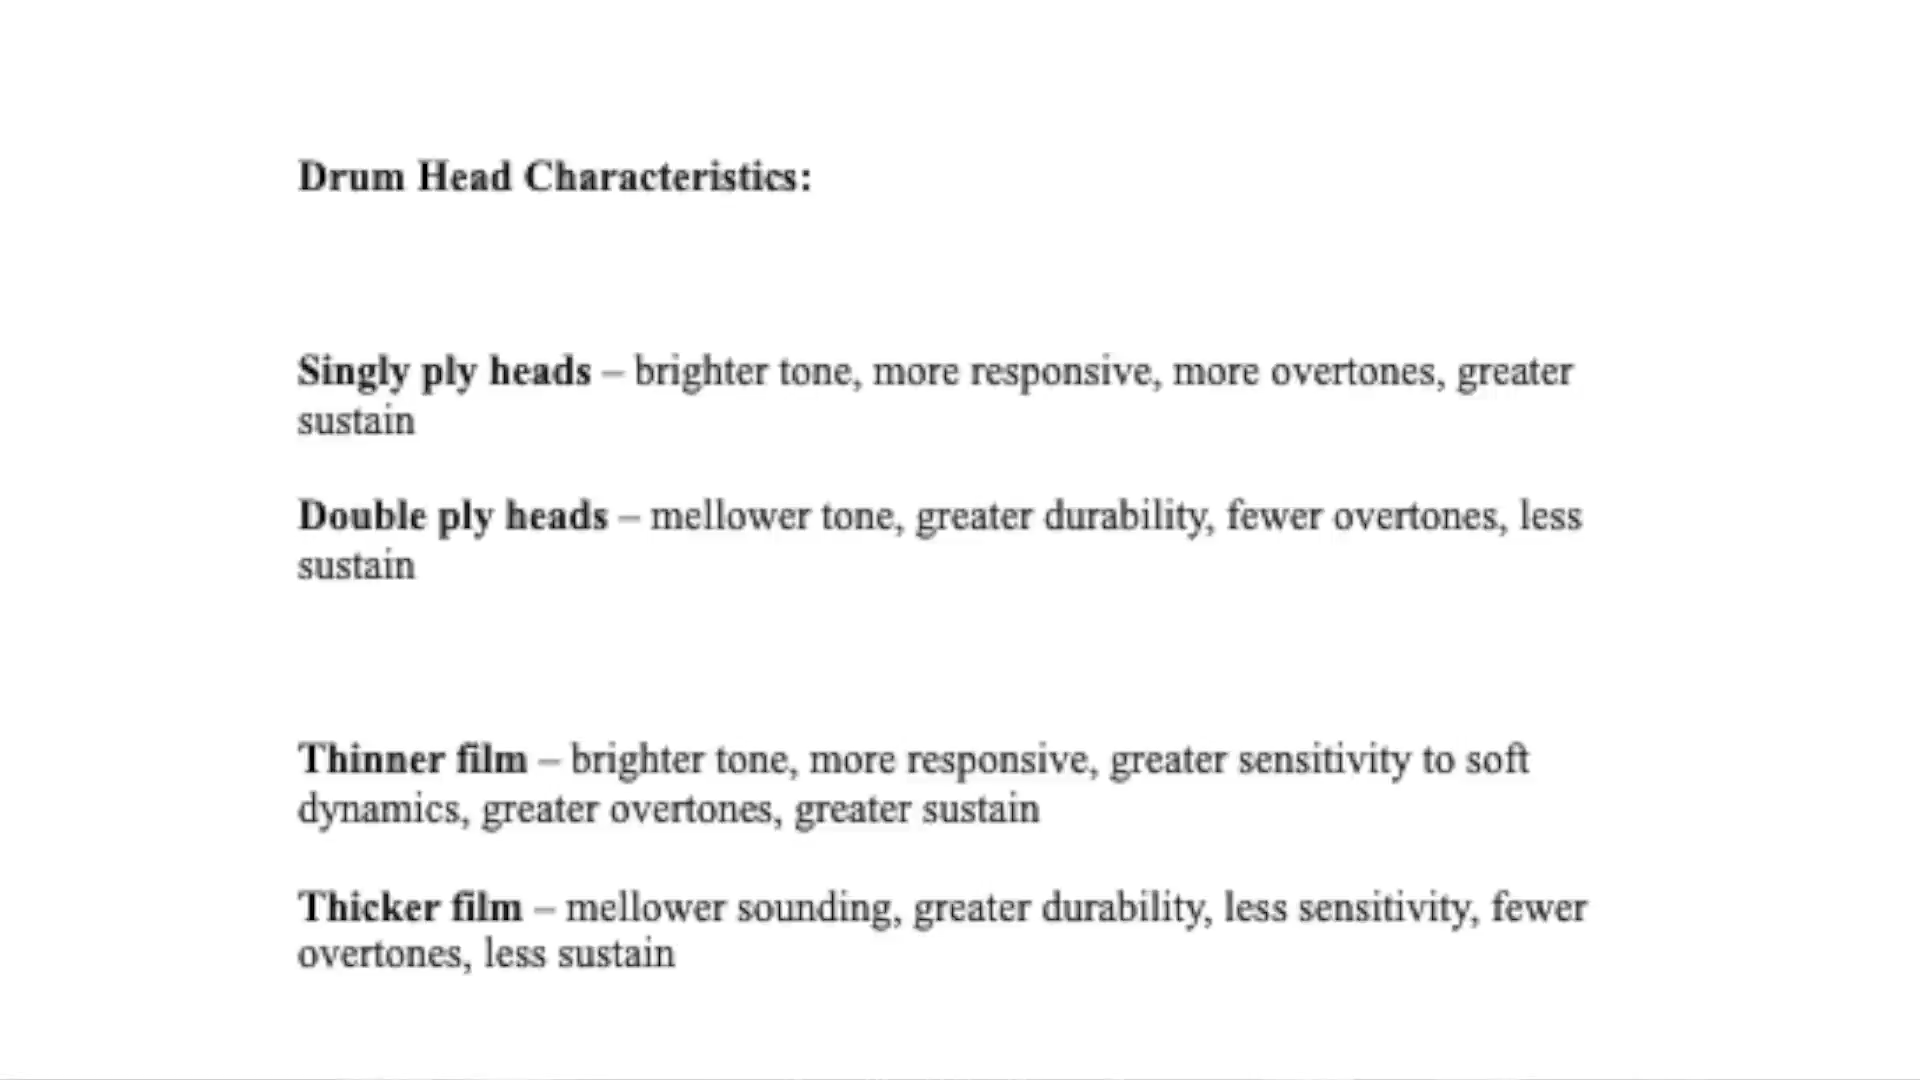 Drum Head Characteristics:
Singly ply heads – brighter tone, more responsive, more overtones, greater
sustain
Double ply heads – mellower tone, greater durability, fewer overtones, less
sustain
Thinner film – brighter tone, more responsive, greater sensitivity to soft
dynamics, greater overtones, greater sustain
Thicker film – mellower sounding, greater durability, less sensitivity, fewer
overtones, less sustain